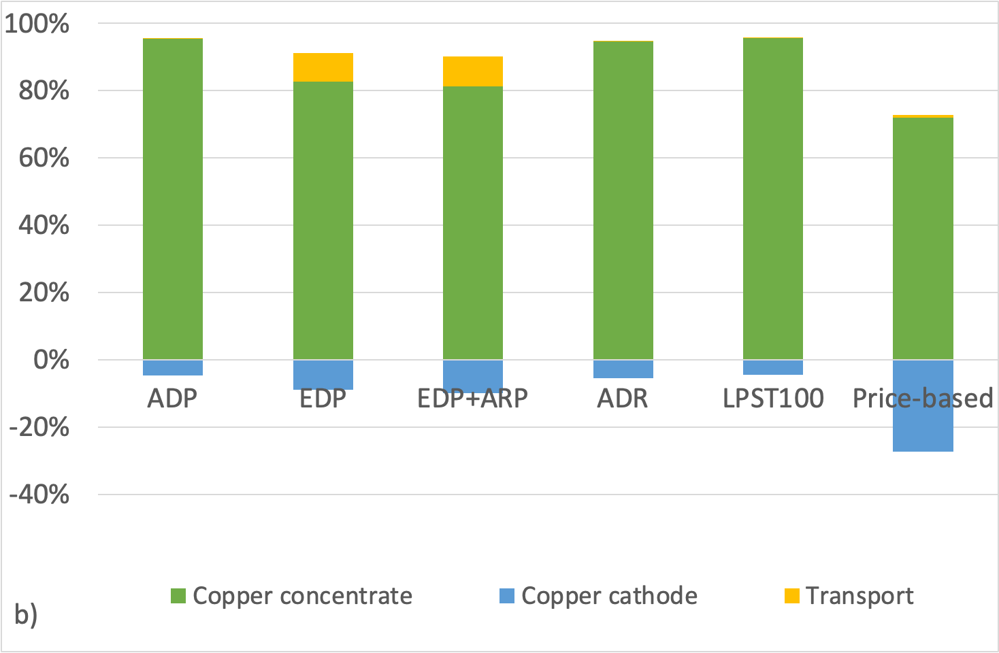 100%
80%
60%
40%
20%
0%
ADP EDP EDP+ARP ADR LPST100 Price-based
-20%
-40%
Copper concentrate Copper cathode Transport
b)